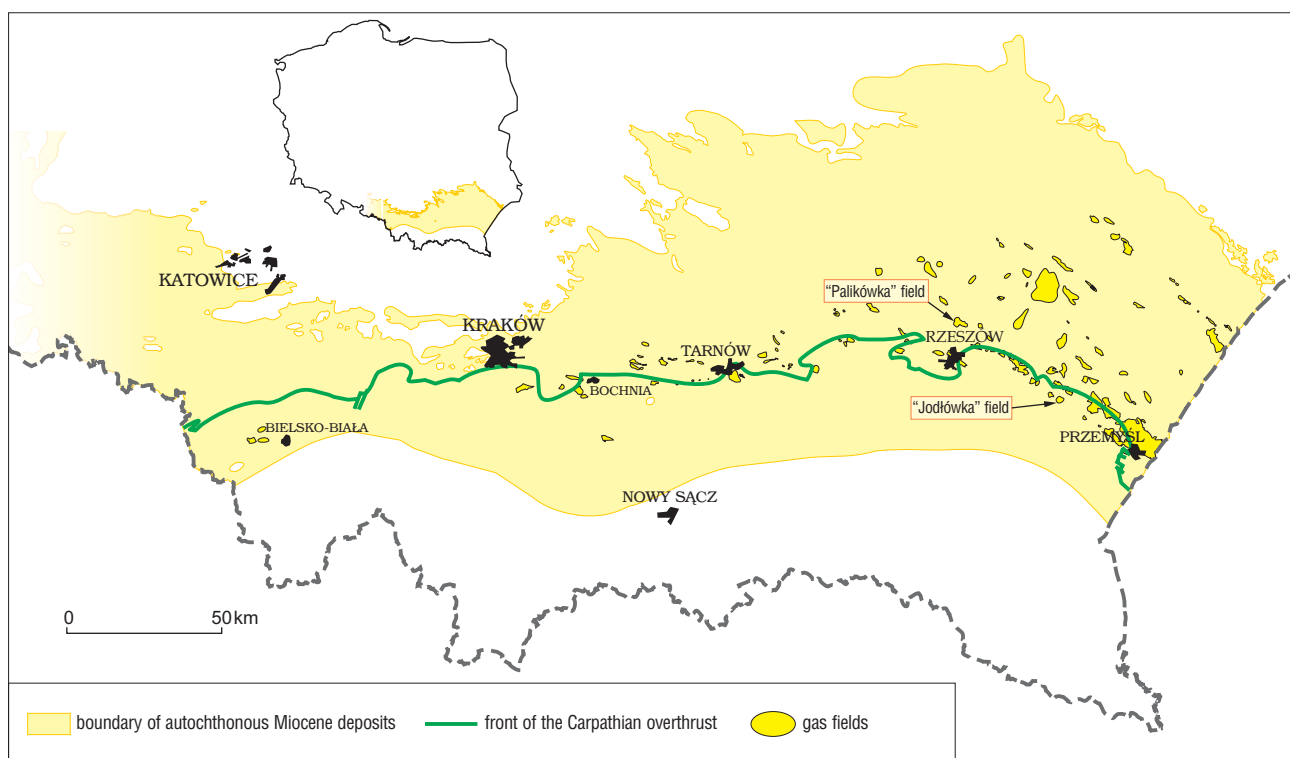 KATOWICE
KRAKÓW
"Palikówka" field
RZESZÓW
TARNÓW
BOCHNIA
"Jodłówka" field
BIELSKO-BIAŁA
PRZEMYŚL
NOWY SĄCZ
0 50 km
boundary of autochthonous Miocene deposits
front of the Carpathian overthrust
gas fields